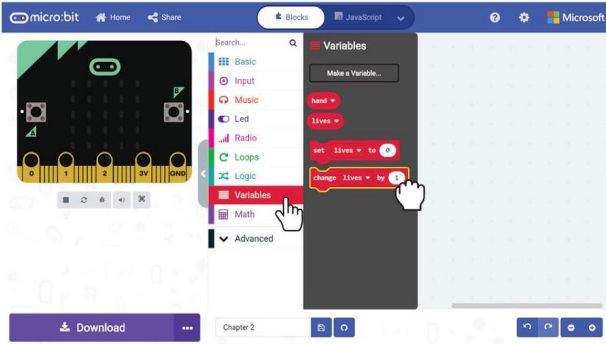 micro:bit Home Share Blocks JavaScript Microsoft
Search...
Basic
Input
Music
Led
Radio
Loops
Logic
Variables
Math
Advanced
Variables
Make a Variable...
hand
lives
set lives to 0
change lives by 1
B
A
0 1 2 3V GND
Download
Chapter 2